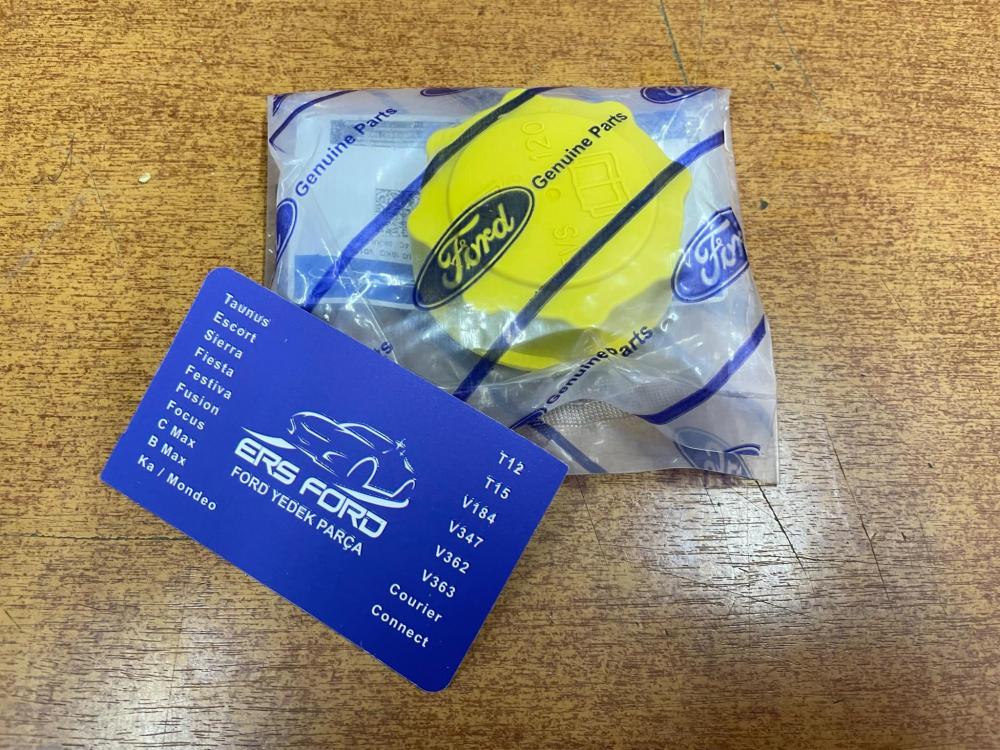 Genuine Parts
Genuine Parts
120
Ford
Genuine
Parts
Taunus
Escort
Sierra
Fiesta
Festiva
Fusion
Focus
C Max
B Max
Ka / Mondeo
ERS FORD
FORD YEDEK PARÇA
T12
T15
V184
V347
V362
V363
Courier
Connect